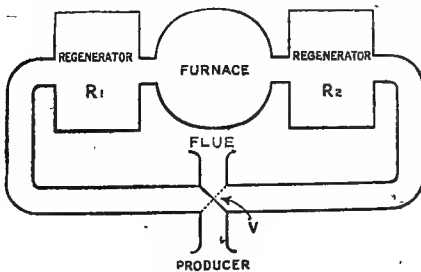 REGENERATOR
R1
FURNACE
REGENERATOR
R2
FLUE
V
PRODUCER